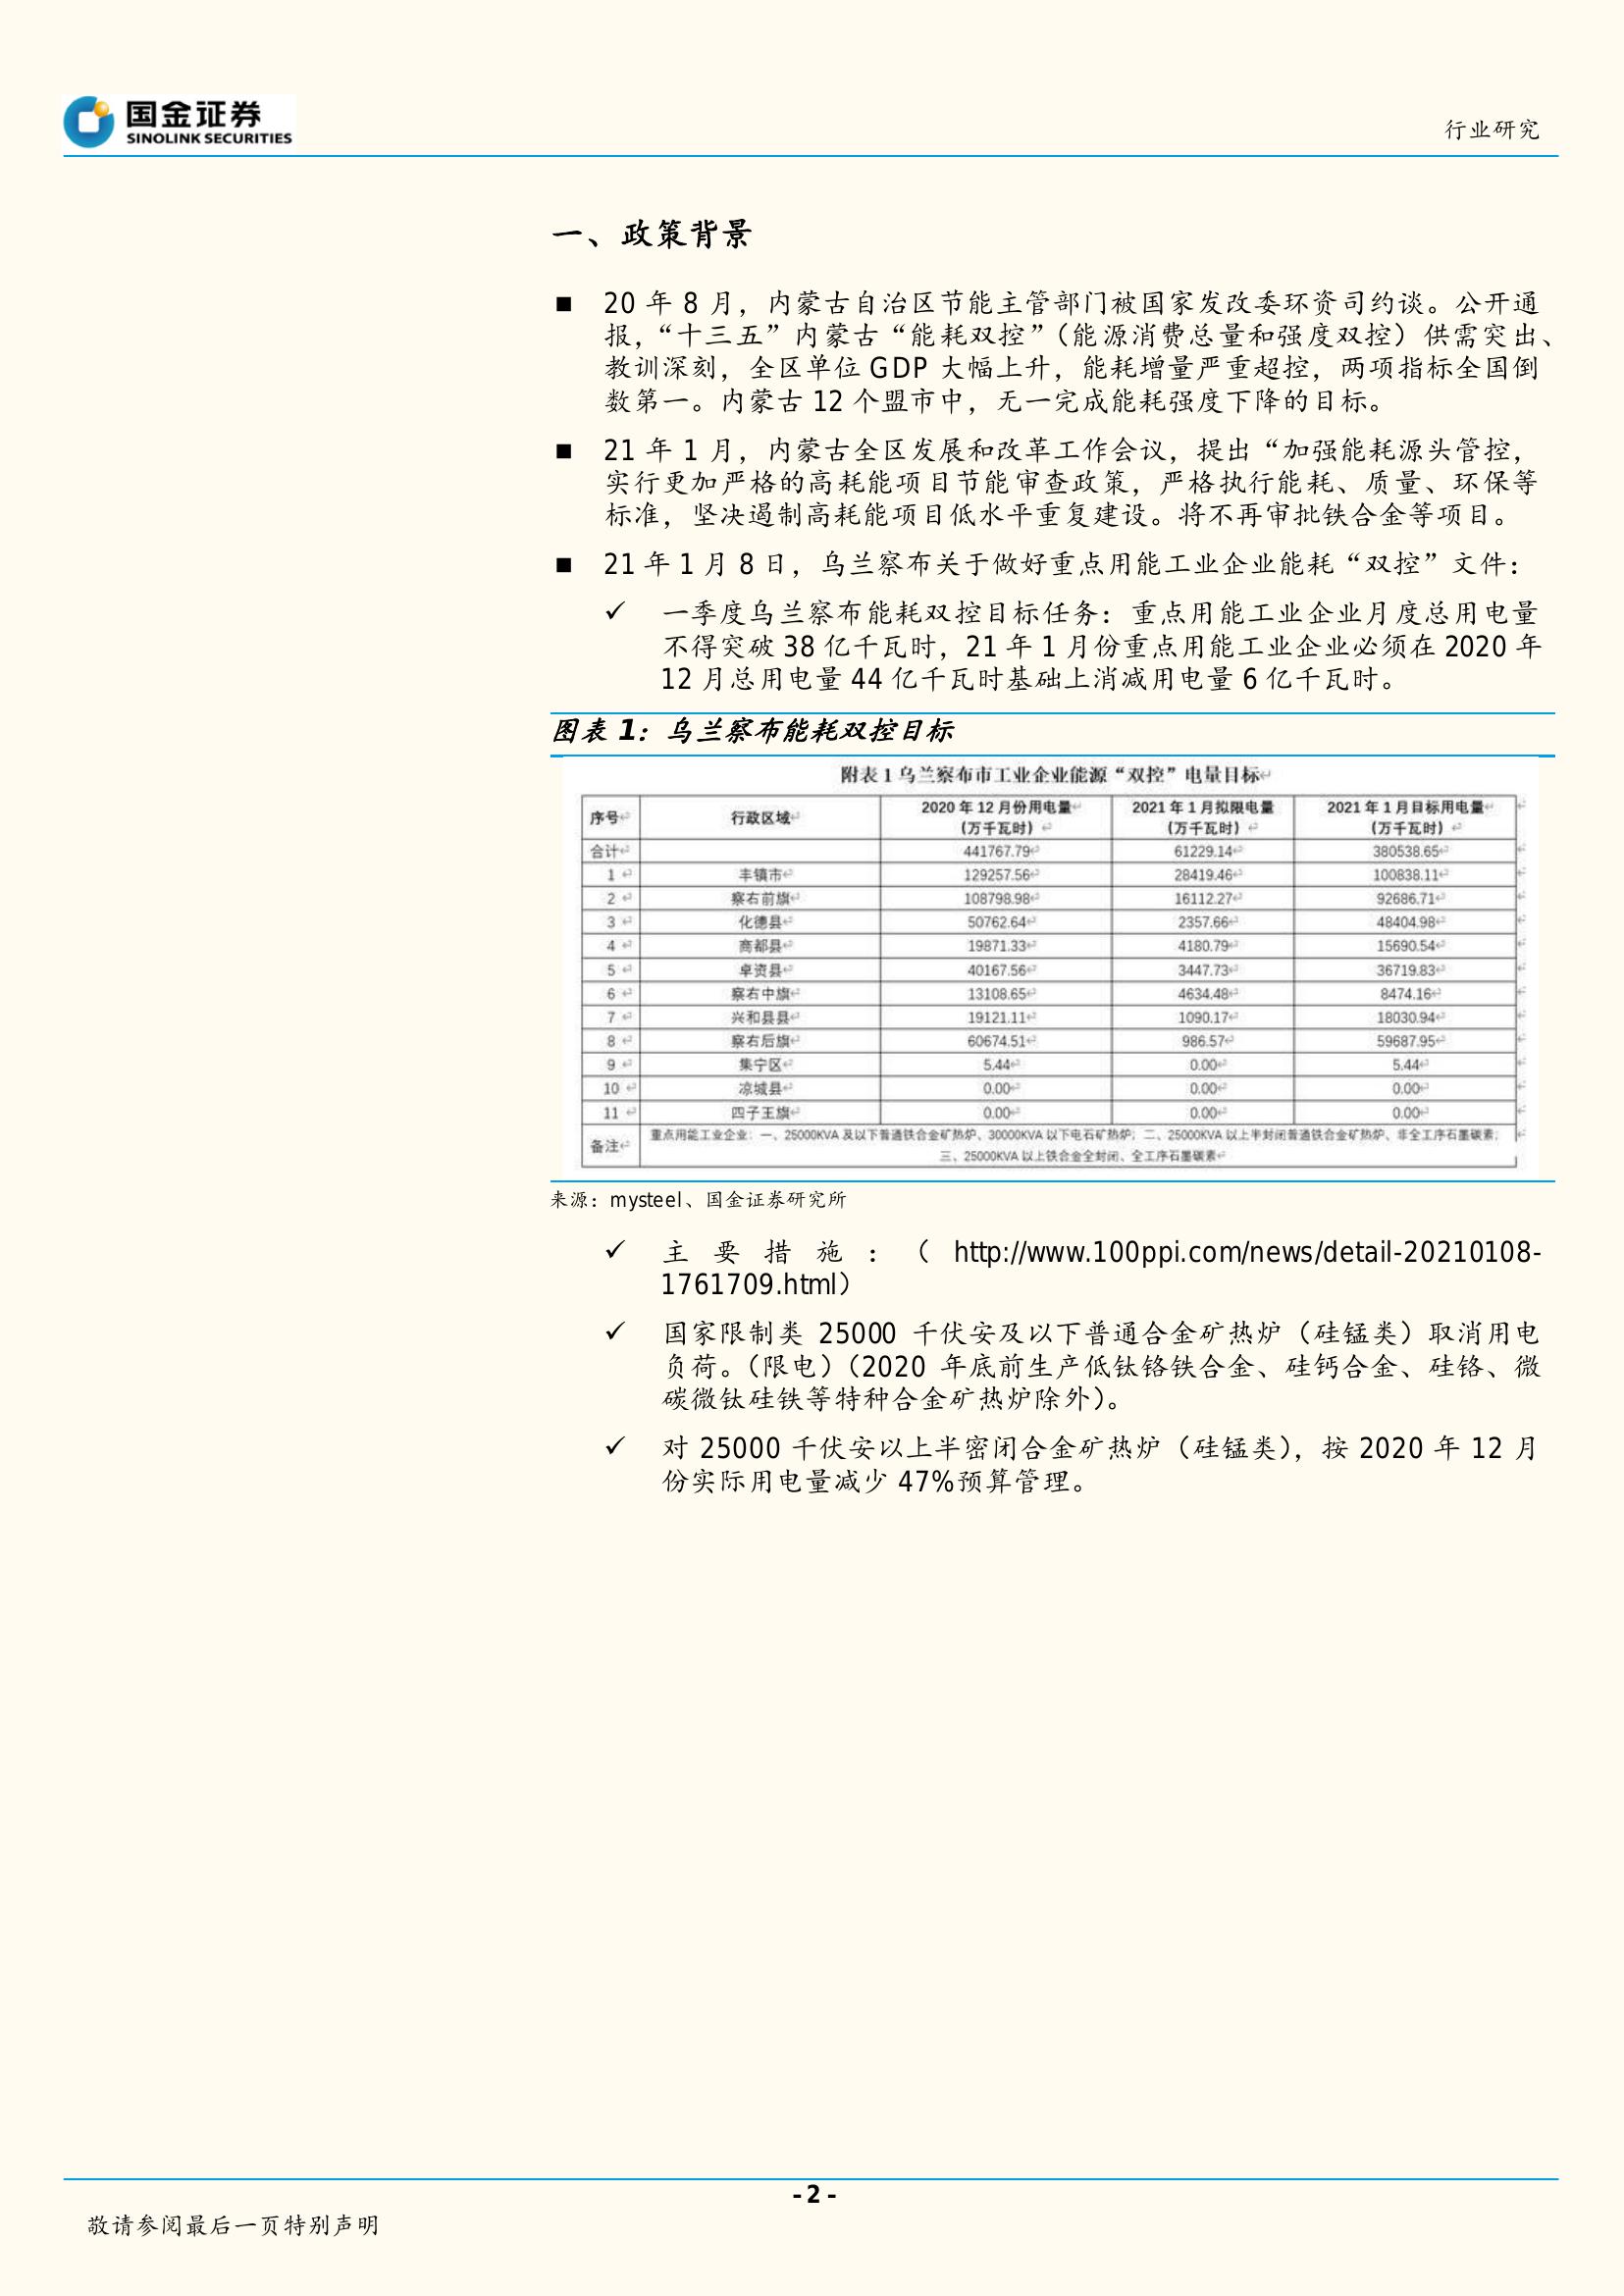 国金证券
SINOLINK SECURITIES
行业研究
一、政策背景
■ 20 年 8 月，内蒙古自治区节能主管部门被国家发改委环资司约谈。公开通
报，“十三五”内蒙古“能耗双控”（能源消费总量和强度双控）供需突出、
教训深刻，全区单位 GDP 大幅上升，能耗增量严重超控，两项指标全国倒
数第一。内蒙古 12 个盟市中，无一完成能耗强度下降的目标。
■ 21 年 1 月，内蒙古全区发展和改革工作会议，提出“加强能耗源头管控，
实行更加严格的高耗能项目节能审查政策，严格执行能耗、质量、环保等
标准，坚决遏制高耗能项目低水平重复建设。将不再审批铁合金等项目。
■ 21 年 1 月 8 日，乌兰察布关于做好重点用能工业企业能耗“双控”文件：
✓ 一季度乌兰察布能耗双控目标任务：重点用能工业企业月度总用电量
不得突破 38 亿千瓦时，21 年 1 月份重点用能工业企业必须在 2020 年
12 月总用电量 44 亿千瓦时基础上消减用电量 6 亿千瓦时。
图表 1：乌兰察布能耗双控目标
附表 1 乌兰察布市工业企业能源“双控”电量目标
序号 行政区域 2020 年 12 月份用电量（万千瓦时） 2021 年 1 月拟限电量（万千瓦时） 2021 年 1 月目标用电量（万千瓦时）
合计 441767.79 61229.14 380538.65
1 丰镇市 129257.56 28419.46 100838.11
2 察右前旗 108798.98 16112.27 92686.71
3 化德县 50762.64 2357.66 48404.98
4 商都县 19871.33 4180.79 15690.54
5 卓资县 40167.56 3447.73 36719.83
6 察右中旗 13108.65 4634.48 8474.16
7 兴和县县 19121.11 1090.17 18030.94
8 察右后旗 60674.51 986.57 59687.95
9 集宁区 5.44 0.00 5.44
10 凉城县 0.00 0.00 0.00
11 四子王旗 0.00 0.00 0.00
备注 重点用能工业企业：一、25000KVA 及以下普通铁合金矿热炉、30000KVA 以下电石矿热炉；二、25000KVA 以上半封闭普通铁合金矿热炉、非全工序石墨碳素；
三、25000KVA 以上铁合金全封闭、全工序石墨碳素
来源：mysteel、国金证券研究所
✓ 主要措施：（http://www.100ppi.com/news/detail-20210108-
1761709.html）
✓ 国家限制类 25000 千伏安及以下普通合金矿热炉（硅锰类）取消用电
负荷。（限电）（2020 年底前生产低钛铬铁合金、硅钙合金、硅铬、微
碳微钛硅铁等特种合金矿热炉除外）。
✓ 对 25000 千伏安以上半密闭合金矿热炉（硅锰类），按 2020 年 12 月
份实际用电量减少 47%预算管理。
- 2 -
敬请参阅最后一页特别声明